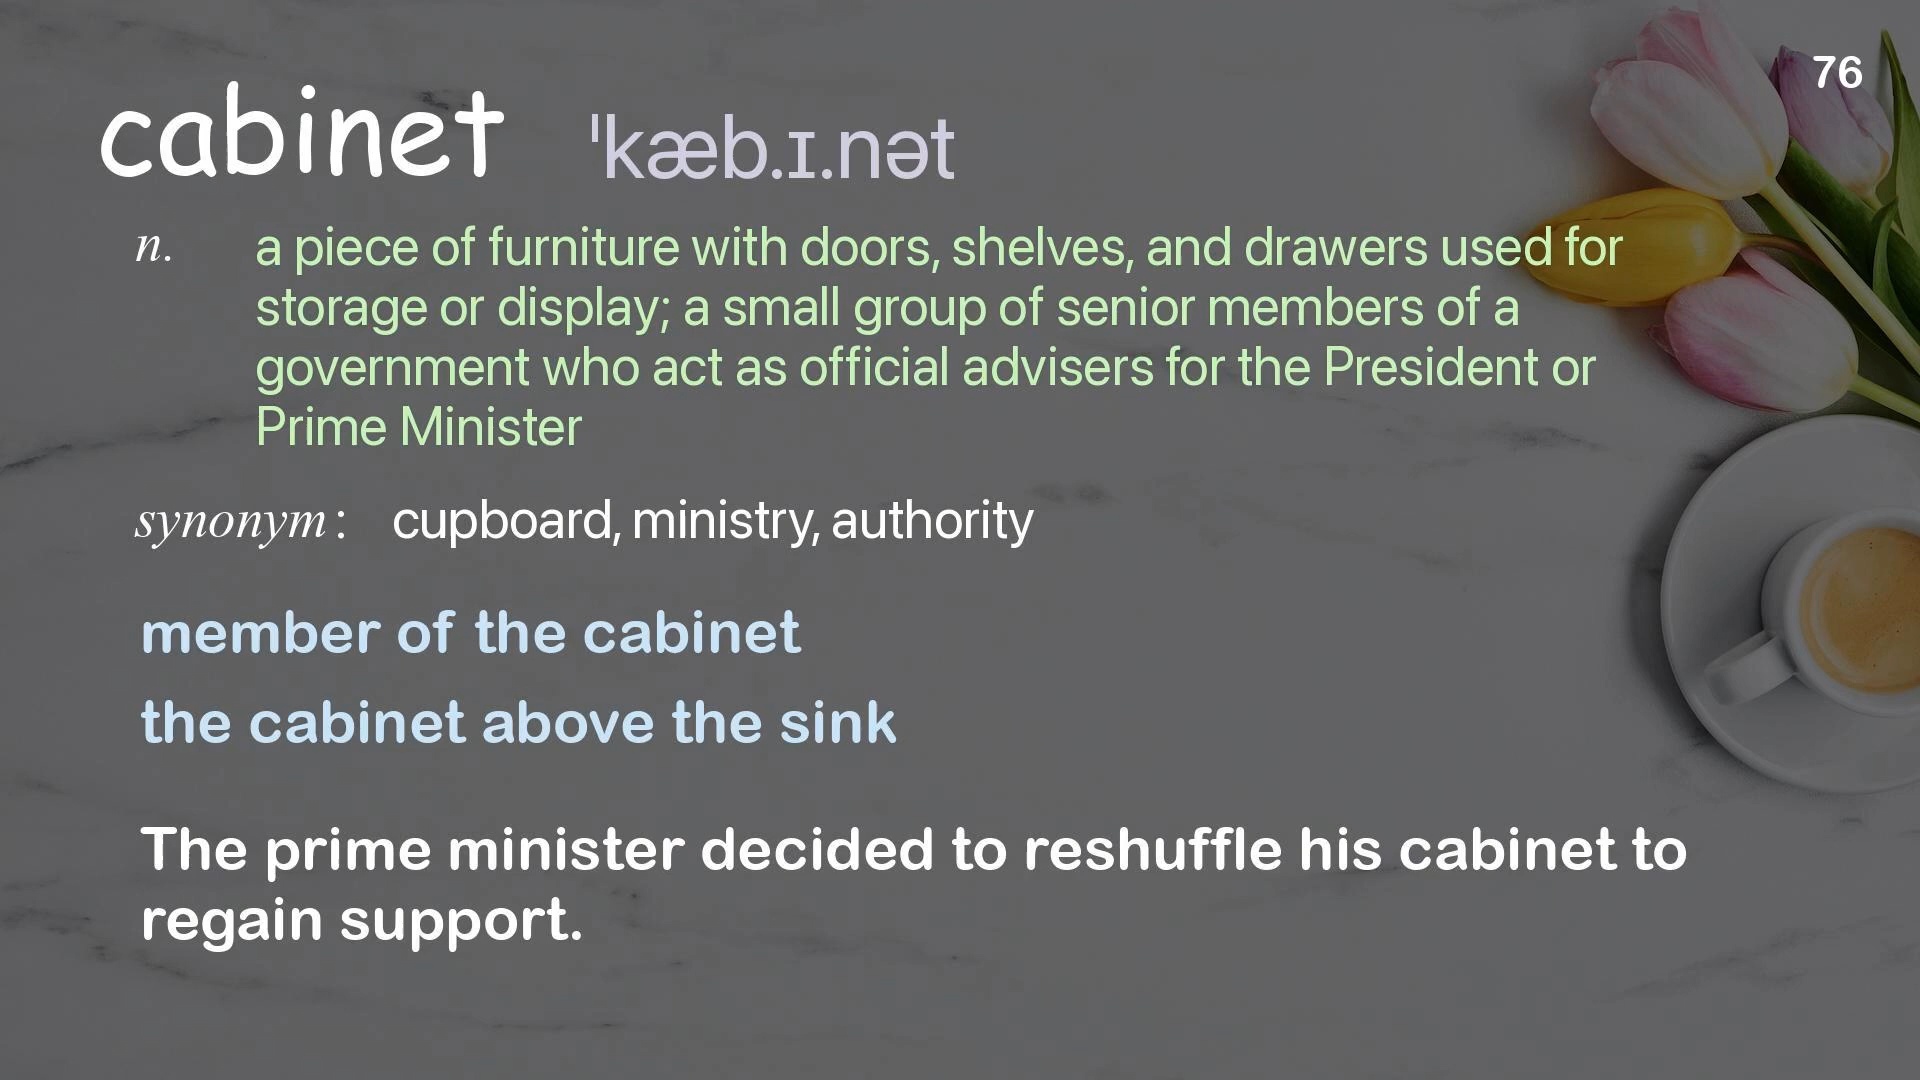 76
cabinet ˈkæb.ɪ.nət
n. a piece of furniture with doors, shelves, and drawers used for
storage or display; a small group of senior members of a
government who act as official advisers for the President or
Prime Minister
synonym: cupboard, ministry, authority
member of the cabinet
the cabinet above the sink
The prime minister decided to reshuffle his cabinet to
regain support.